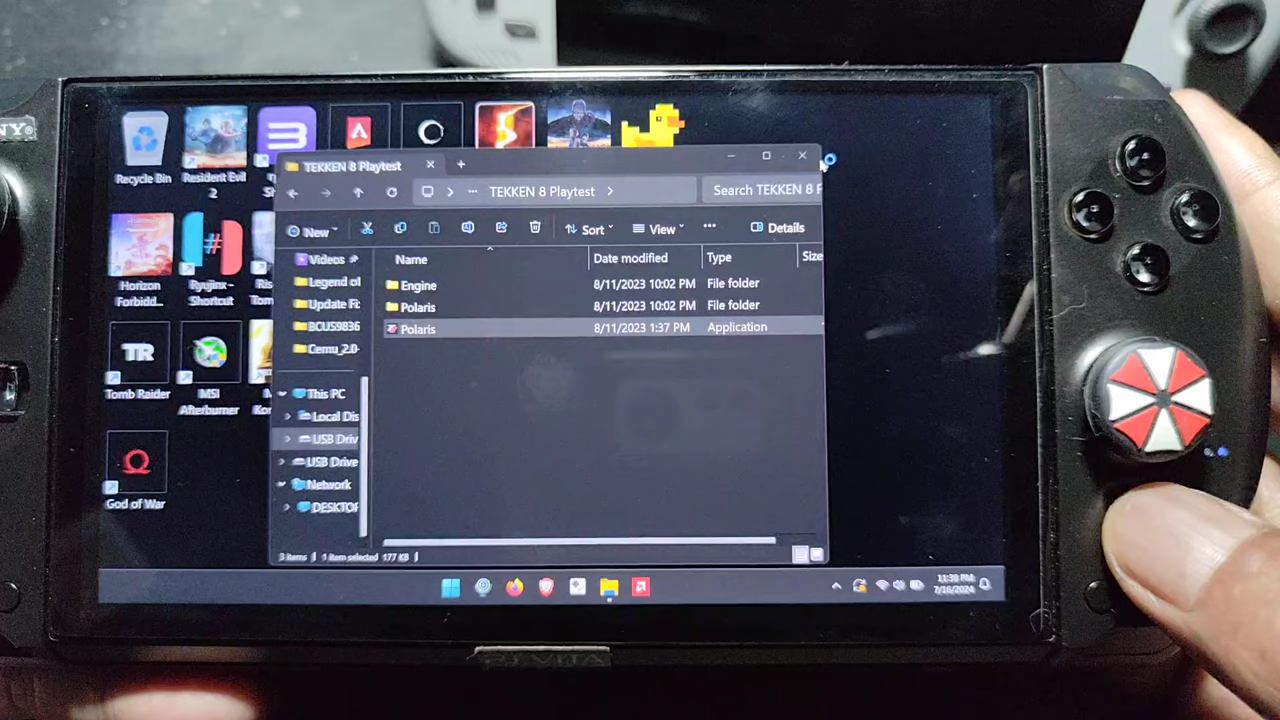 NY®
Recycle Bin
Resident Evil
2
Horizon
Forbidd...
#
Ryujinx -
Shortcut
TR
Tomb Raider
MSI
Afterburner
God of War
TEKKEN 8 Playtest
TEKKEN 8 Playtest
Search TEKKEN 8 F
New
Sort
View
Details
Name
Date modified
Type
Size
Engine
8/11/2023 10:02 PM
File folder
Polaris
8/11/2023 10:02 PM
File folder
Polaris
8/11/2023 1:37 PM
Application
Videos
Legend of
Update Fi
BCUS9836
Cemu_2.0-
This PC
Local Dis
USB Driv
USB Drive
Network
DESKTOP
3 items
1 item selected 177 KB
11:30 PM
7/16/2024
PS VITA